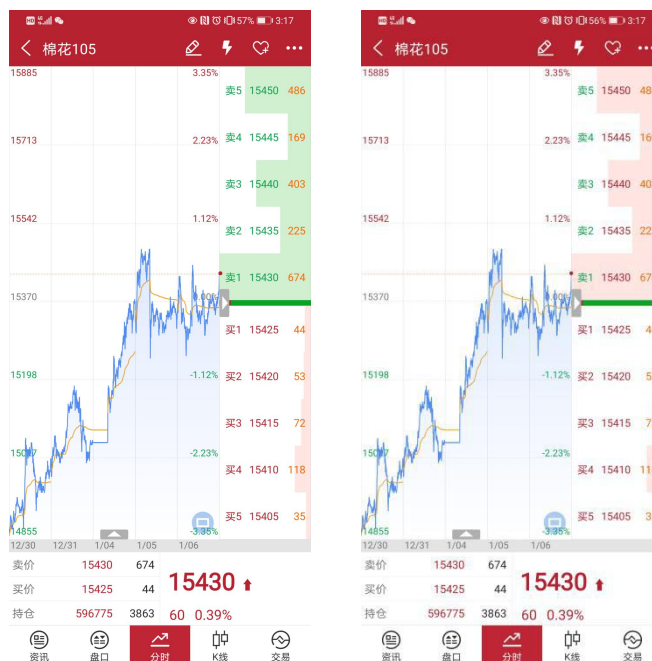 57% 3:17
棉花105
15885 3.35%
卖5 15450 486
15713 2.23%
卖4 15445 169
卖3 15440 403
15542 1.12%
卖2 15435 225
卖1 15430 674
15370 0.00%
买1 15425 44
15198 -1.12%
买2 15420 53
买3 15415 72
-2.23%
买4 15410 118
买5 15405 35
14855 -3.35%
12/30 12/31 1/04 1/05 1/06
卖价 15430 674
买价 15425 44
15430
持仓 596775 3863 60 0.39%
资讯 盘口 分时 K线 交易
56% 3:17
棉花105
15885 3.35%
卖5 15450
15713 2.23%
卖4 15445
卖3 15440
15542 1.12%
卖2 15435
卖1 15430
15370 0.00%
买1 15425
15198 -1.12%
买2 15420
买3 15415
-2.23%
买4 15410
买5 15405
14855 -3.35%
12/30 12/31 1/04 1/05 1/06
卖价 15430 674
买价 15425 44
15430
持仓 596775 3863 60 0.39%
资讯 盘口 分时 K线 交易